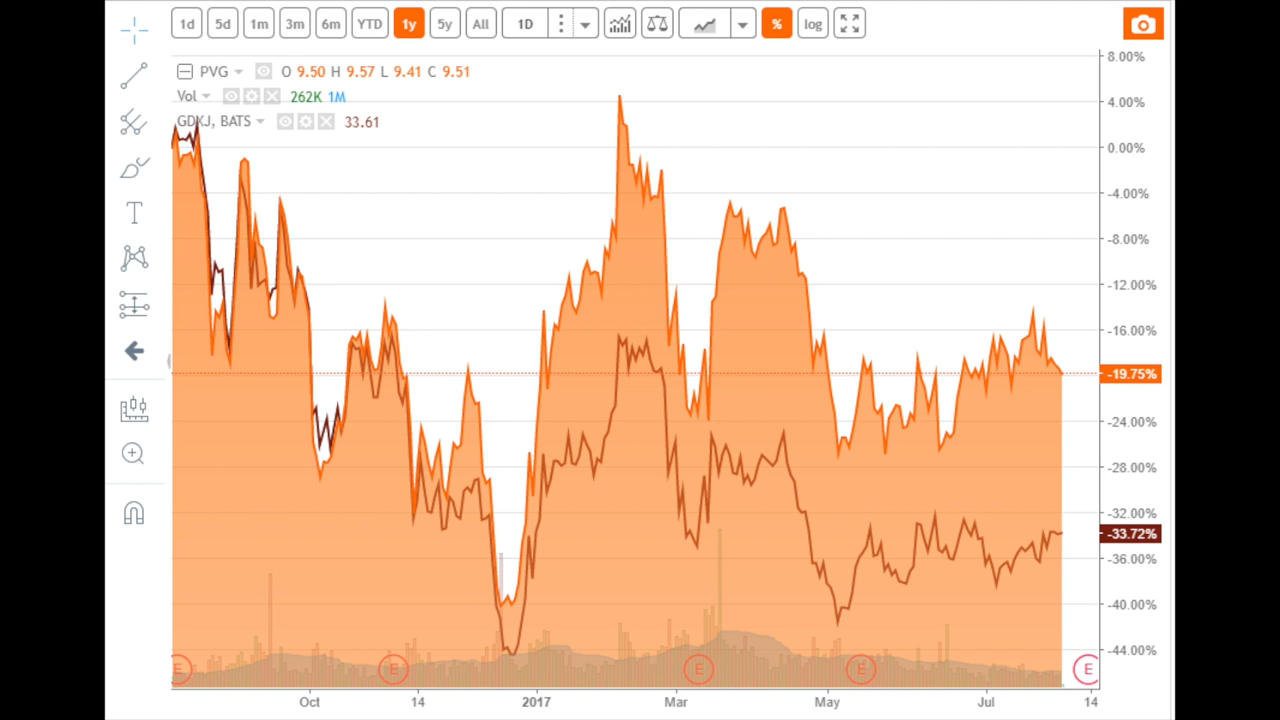 1d 5d 1m 3m 6m YTD 1y 5y All 1D % log
PVG O 9.50 H 9.57 L 9.41 C 9.51
Vol 262K 1M
GDXJ, BATS 33.61
8.00%
4.00%
0.00%
-4.00%
-8.00%
-12.00%
-16.00%
-19.75%
-24.00%
-28.00%
-32.00%
-33.72%
-36.00%
-40.00%
-44.00%
E E E E E
Oct 14 2017 Mar May Jul 14
T